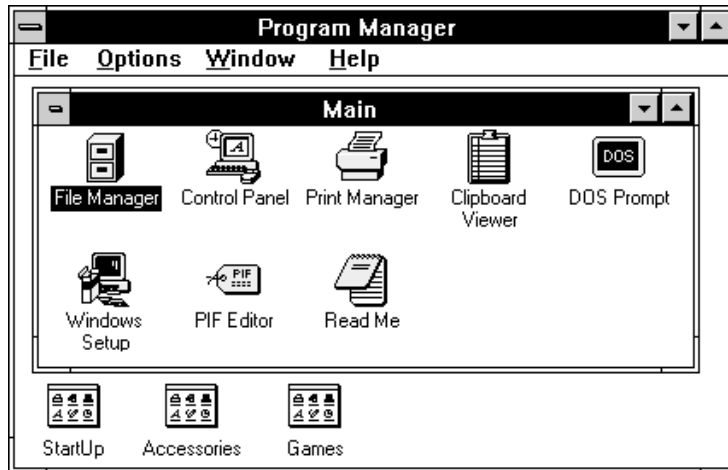 Program Manager
File Options Window Help
Main
File Manager Control Panel Print Manager Clipboard Viewer DOS DOS Prompt
Windows Setup PIF PIF Editor Read Me
StartUp Accessories Games